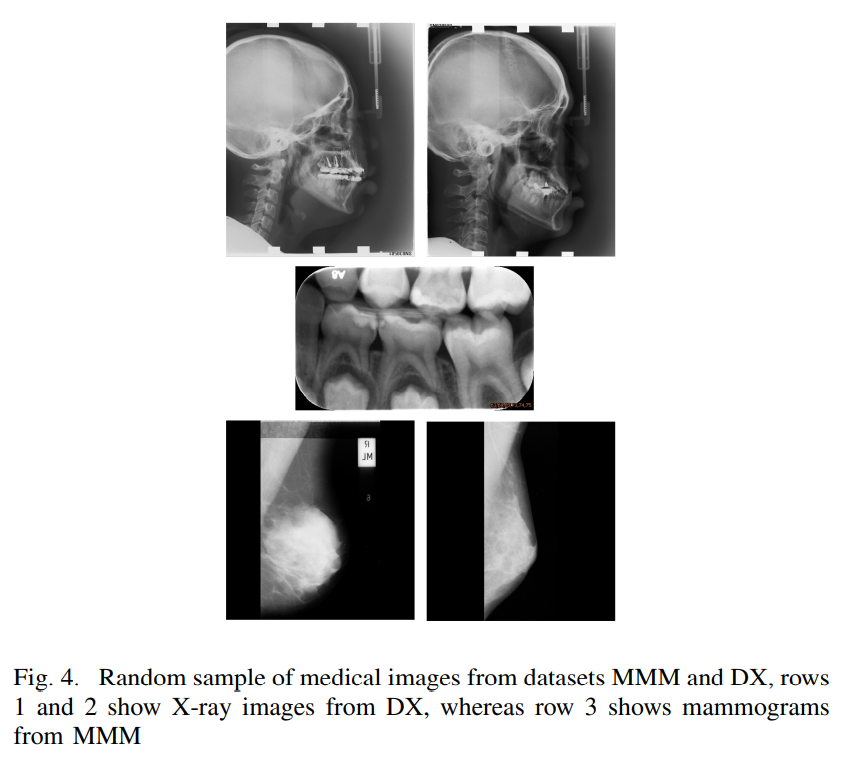 Fig. 4. Random sample of medical images from datasets MMM and DX, rows
1 and 2 show X-ray images from DX, whereas row 3 shows mammograms
from MMM